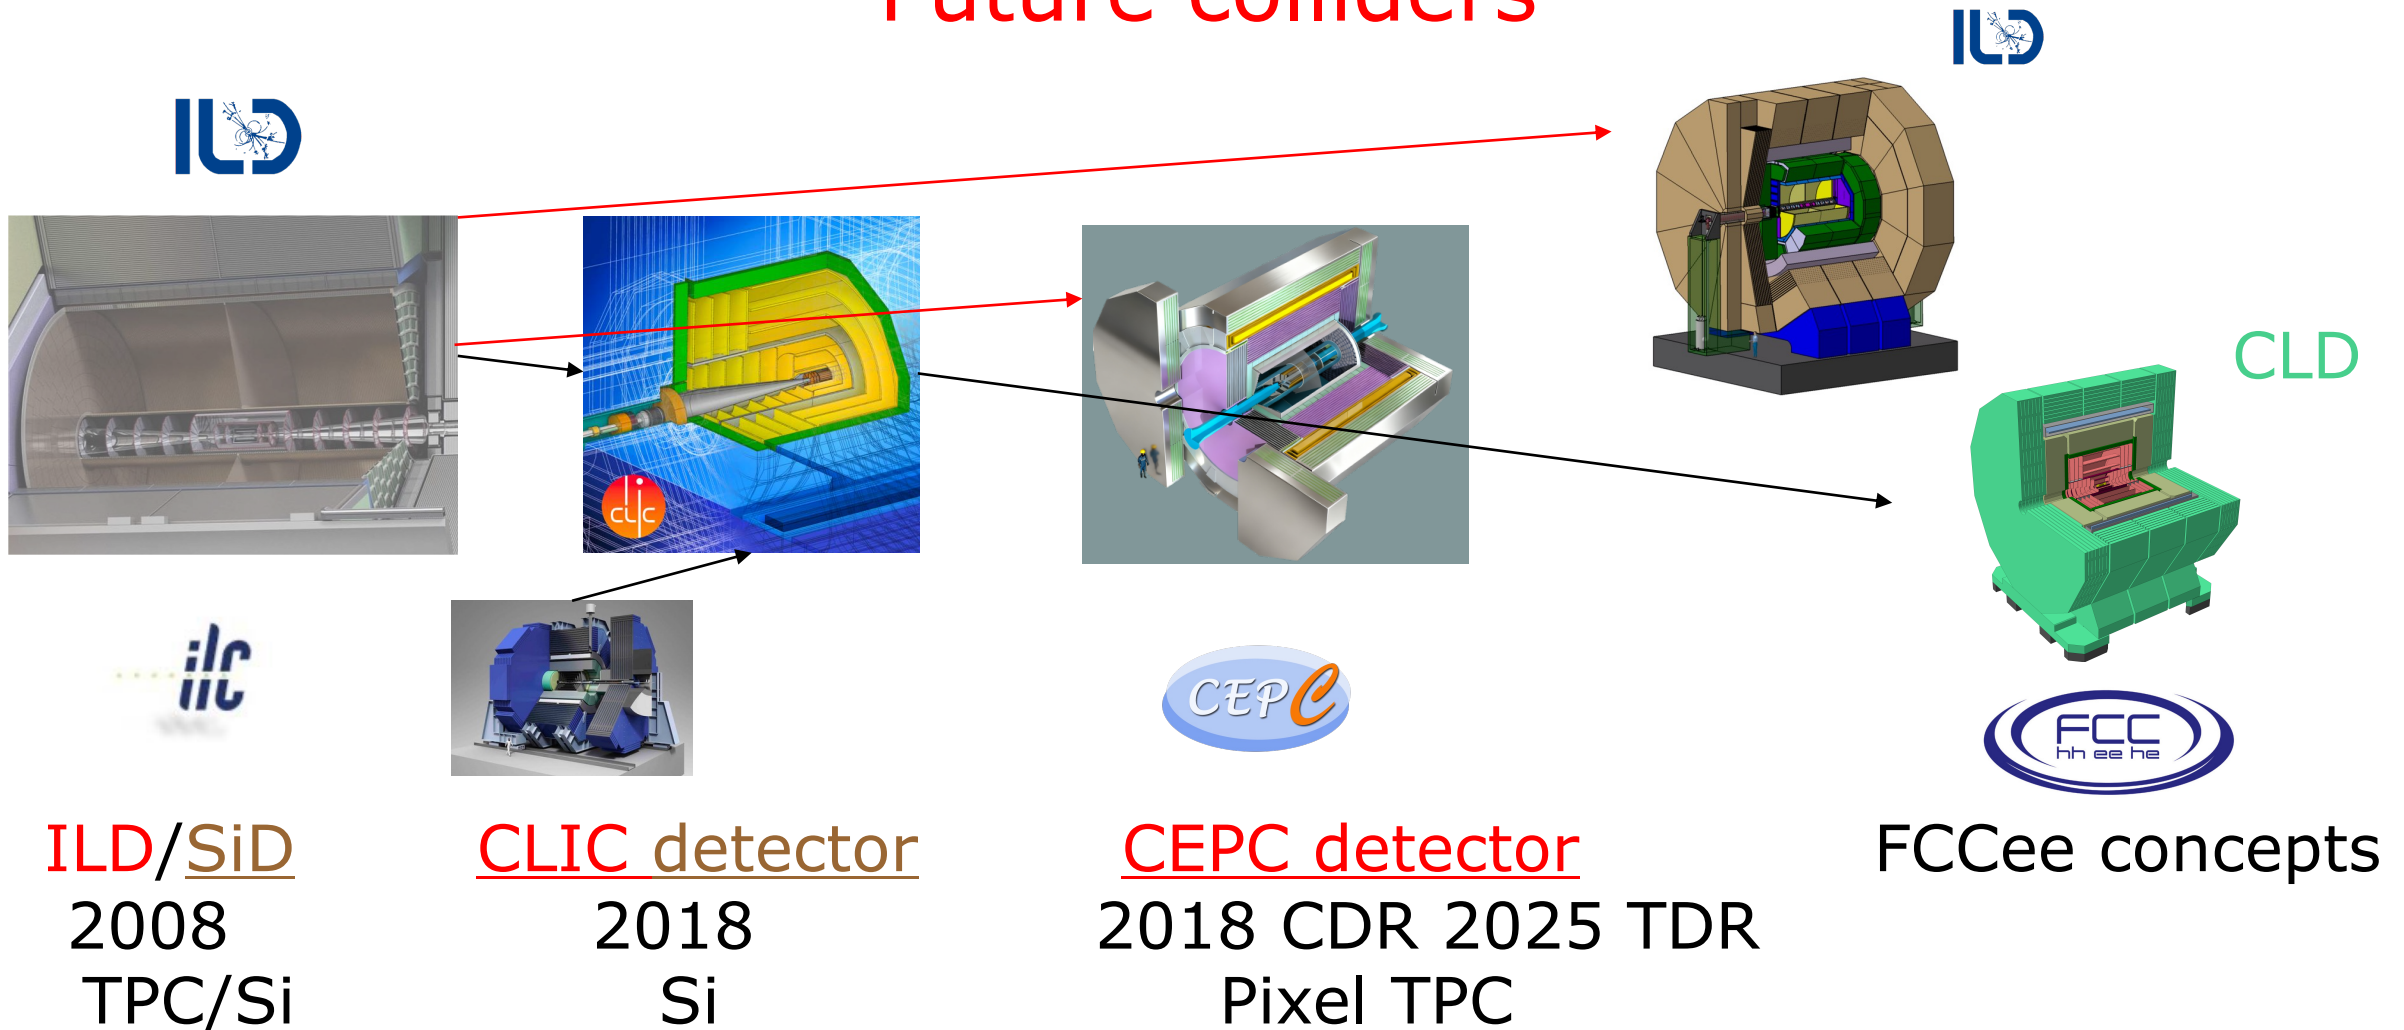 Future colliders
ILD
ILD
CLD
clic
ilc
CEPC
FCC
hh ee he
ILD/SiD
CLIC detector
CEPC detector
FCCee concepts
2008
2018
2018 CDR 2025 TDR
TPC/Si
Si
Pixel TPC